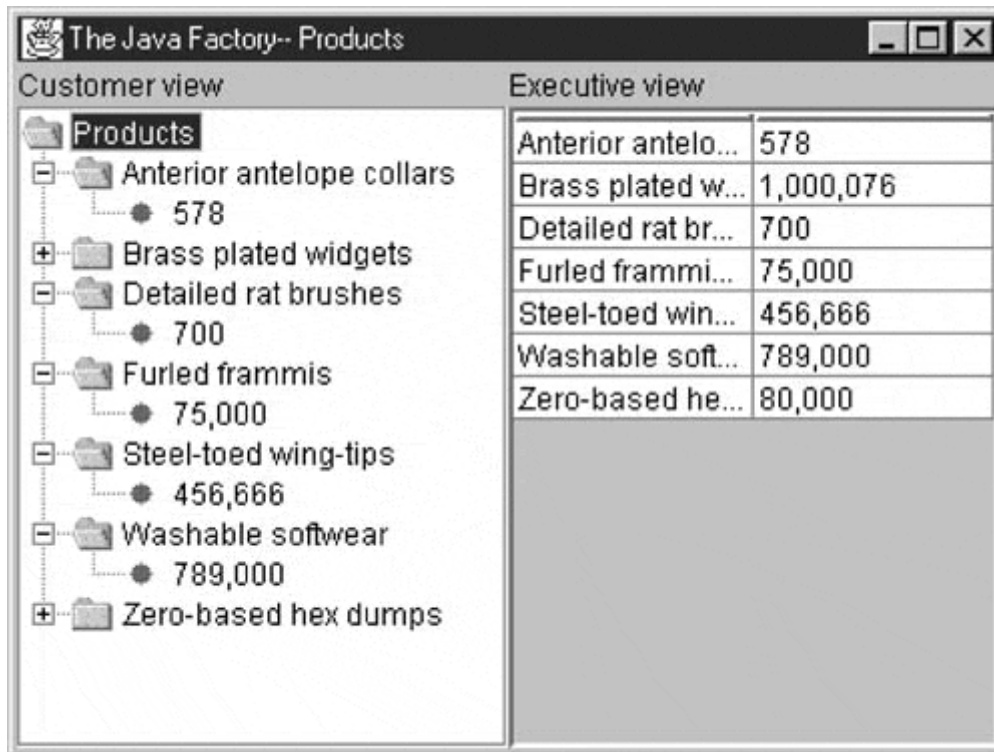 The Java Factory-- Products
Customer view
Products
Anterior antelope collars
578
Brass plated widgets
Detailed rat brushes
700
Furled frammis
75,000
Steel-toed wing-tips
456,666
Washable softwear
789,000
Zero-based hex dumps
Executive view
Anterior antelo... 578
Brass plated w... 1,000,076
Detailed rat br... 700
Furled frammi... 75,000
Steel-toed win... 456,666
Washable soft... 789,000
Zero-based he... 80,000